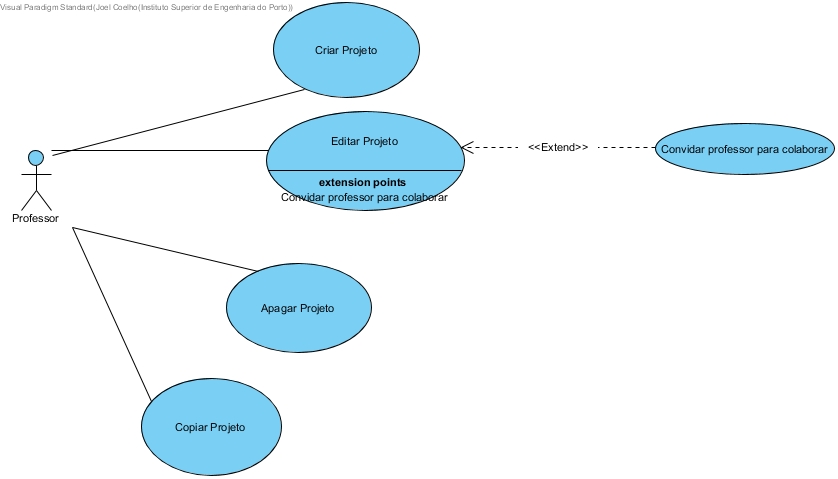 Visual Paradigm Standard(Joel Coelho(Instituto Superior de Engenharia do Porto))
Criar Projeto
Editar Projeto
extension points
Convidar professor para colaborar
<<Extend>>
Convidar professor para colaborar
Professor
Apagar Projeto
Copiar Projeto